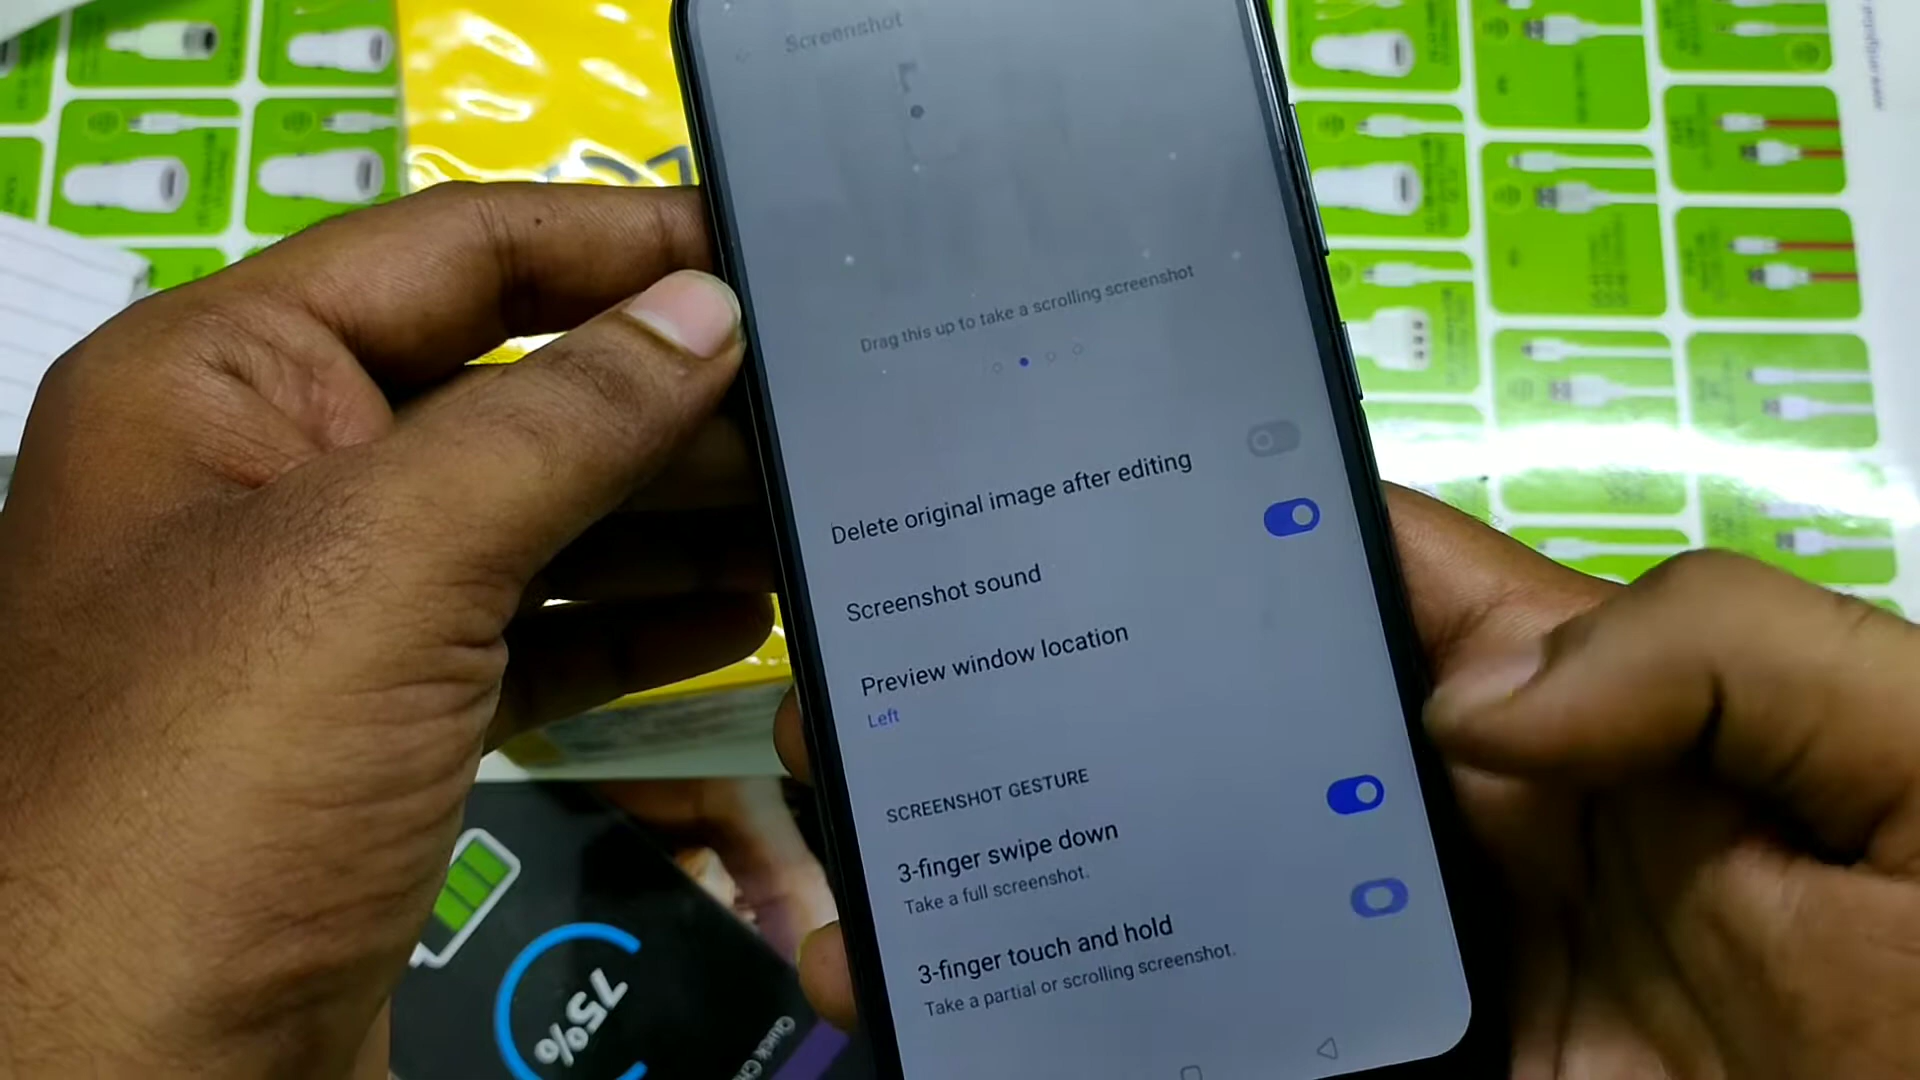 Screenshot
Drag this up to take a scrolling screenshot
Delete original image after editing
Screenshot sound
Preview window location
Left
SCREENSHOT GESTURE
3-finger swipe down
Take a full screenshot.
3-finger touch and hold
Take a partial or scrolling screenshot.
75%